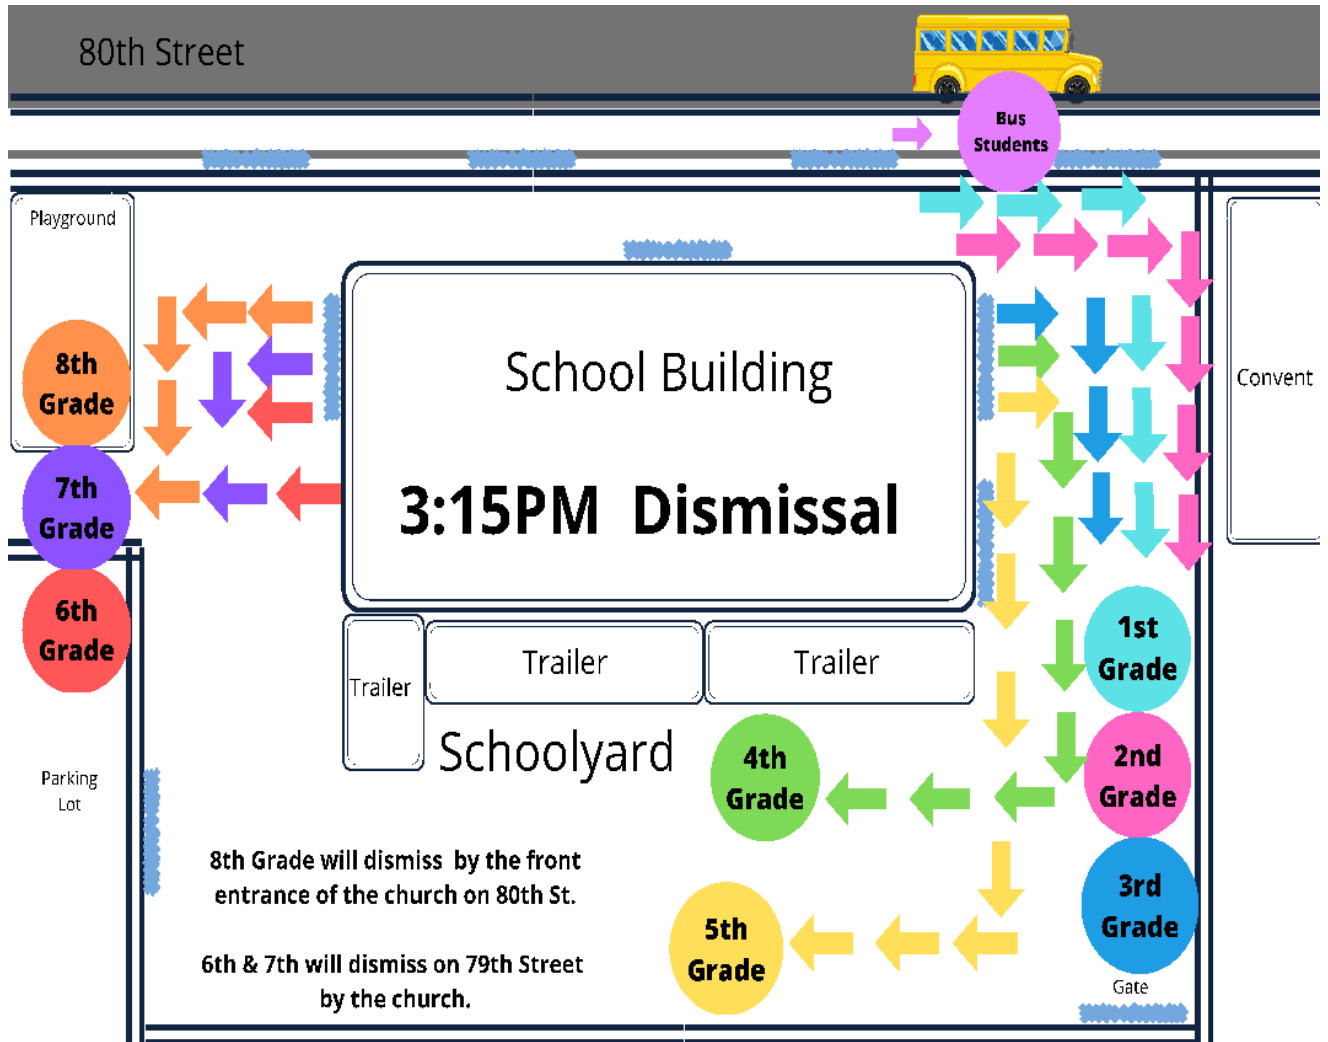 80th Street
Bus
Students
Playground
8th
Grade
7th
Grade
6th
Grade
School Building
3:15PM  Dismissal
Convent
Trailer
Trailer
Trailer
Schoolyard
1st
Grade
2nd
Grade
3rd
Grade
4th
Grade
5th
Grade
Parking
Lot
8th Grade will dismiss  by the front
entrance of the church on 80th St.
6th & 7th will dismiss on 79th Street
by the church.
Gate